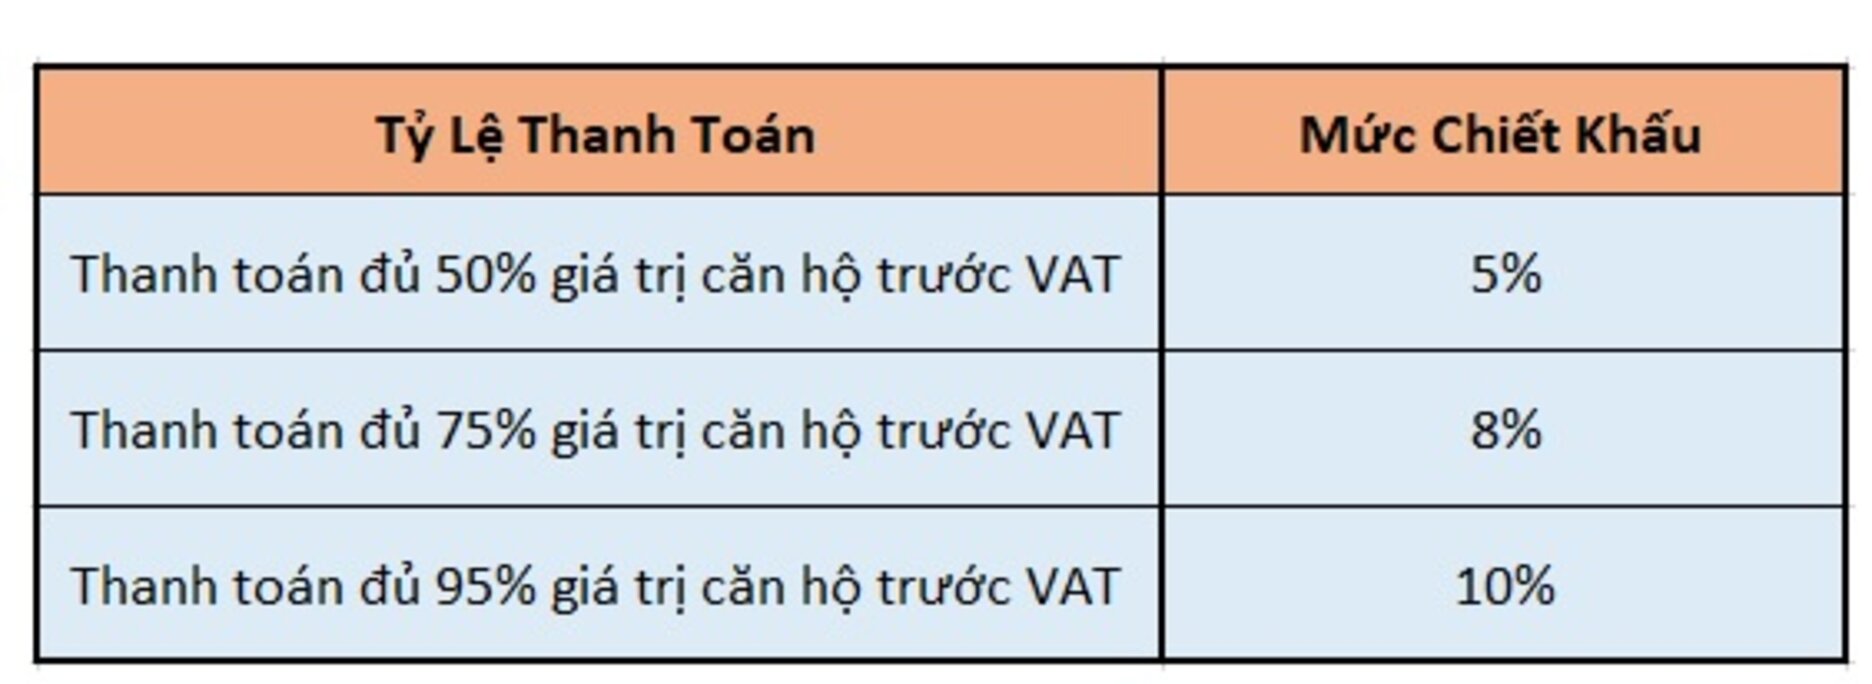 Tỷ Lệ Thanh Toán
Mức Chiết Khấu
Thanh toán đủ 50% giá trị căn hộ trước VAT
5%
Thanh toán đủ 75% giá trị căn hộ trước VAT
8%
Thanh toán đủ 95% giá trị căn hộ trước VAT
10%